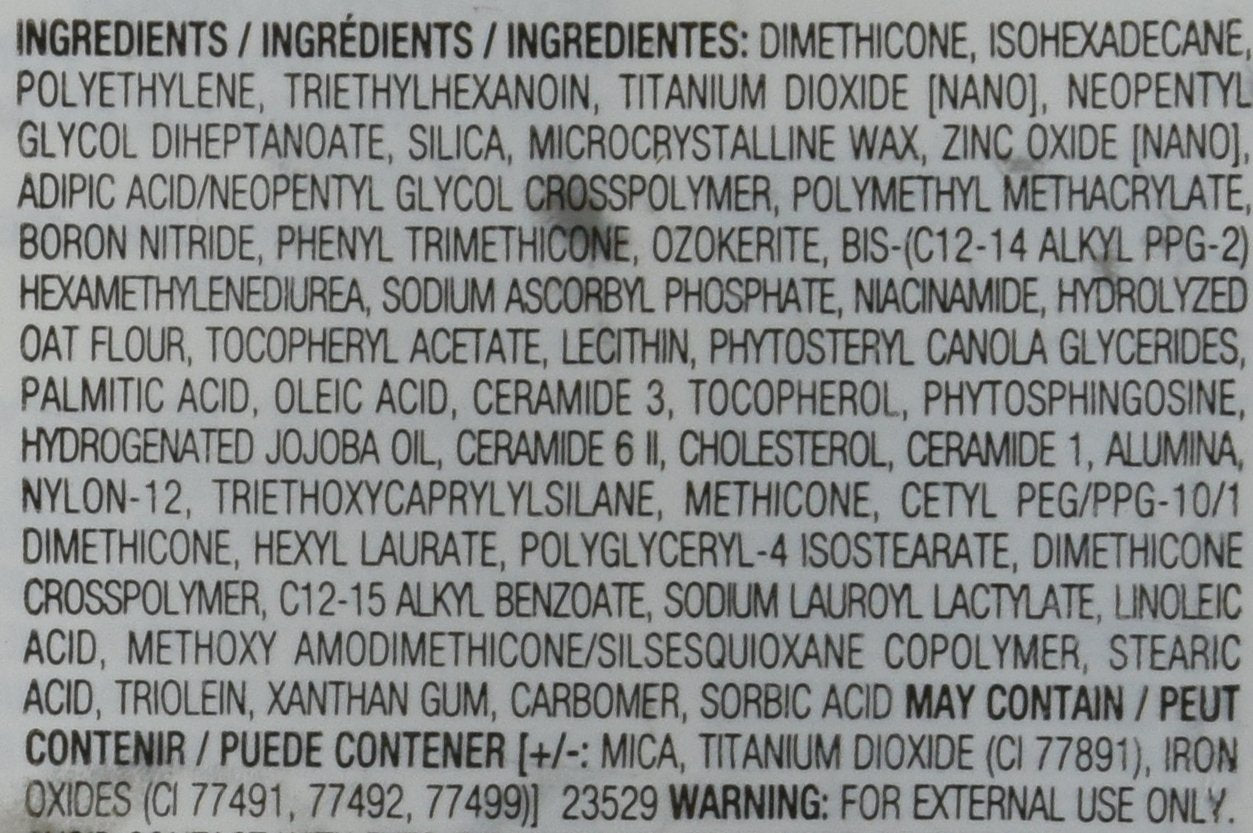 INGREDIENTS / INGRÉDIENTS / INGREDIENTES: DIMETHICONE, ISOHEXADECANE,
POLYETHYLENE, TRIETHYLHEXANOIN, TITANIUM DIOXIDE [NANO], NEOPENTYL
GLYCOL DIHEPTANOATE, SILICA, MICROCRYSTALLINE WAX, ZINC OXIDE [NANO],
ADIPIC ACID/NEOPENTYL GLYCOL CROSSPOLYMER, POLYMETHYL METHACRYLATE,
BORON NITRIDE, PHENYL TRIMETHICONE, OZOKERITE, BIS-(C12-14 ALKYL PPG-2)
HEXAMETHYLENEDIUREA, SODIUM ASCORBYL PHOSPHATE, NIACINAMIDE, HYDROLYZED
OAT FLOUR, TOCOPHERYL ACETATE, LECITHIN, PHYTOSTERYL CANOLA GLYCERIDES,
PALMITIC ACID, OLEIC ACID, CERAMIDE 3, TOCOPHEROL, PHYTOSPHINGOSINE,
HYDROGENATED JOJOBA OIL, CERAMIDE 6 II, CHOLESTEROL, CERAMIDE 1, ALUMINA,
NYLON-12, TRIETHOXYCAPRYLYLSILANE, METHICONE, CETYL PEG/PPG-10/1
DIMETHICONE, HEXYL LAURATE, POLYGLYCERYL-4 ISOSTEARATE, DIMETHICONE
CROSSPOLYMER, C12-15 ALKYL BENZOATE, SODIUM LAUROYL LACTYLATE, LINOLEIC
ACID, METHOXY AMODIMETHICONE/SILSESQUIOXANE COPOLYMER, STEARIC
ACID, TRIOLEIN, XANTHAN GUM, CARBOMER, SORBIC ACID MAY CONTAIN / PEUT
CONTENIR / PUEDE CONTENER [+/-: MICA, TITANIUM DIOXIDE (CI 77891), IRON
OXIDES (CI 77491, 77492, 77499)] 23529 WARNING: FOR EXTERNAL USE ONLY.